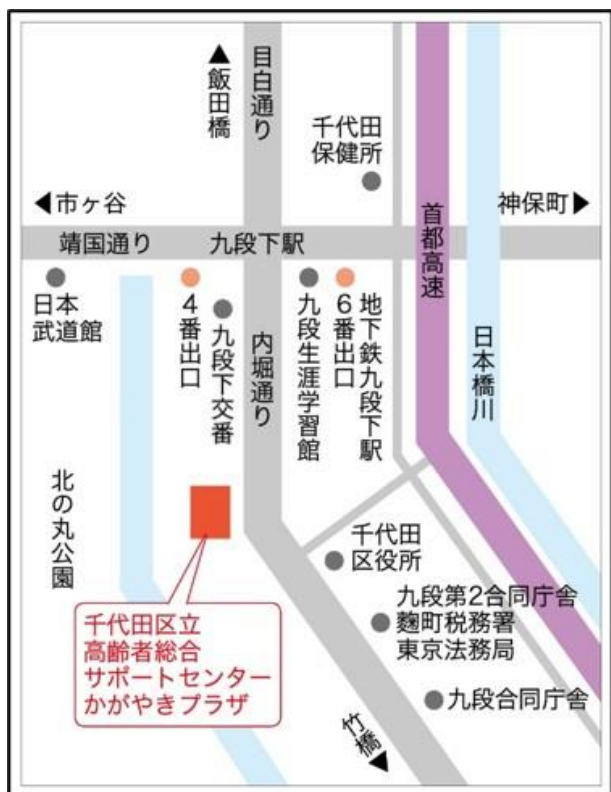 ▲飯田橋
目白通り
千代田
保健所
◀市ヶ谷
神保町▶
靖国通り
九段下駅
首都高速
日本
武道館
4番出口
九段下交番
内堀通り
九段生涯学習館
6番出口
地下鉄九段下駅
日本橋川
北の丸公園
千代田
区役所
千代田区立
高齢者総合
サポートセンター
かがやきプラザ
九段第2合同庁舎
麴町税務署
東京法務局
九段合同庁舎
竹橋▼